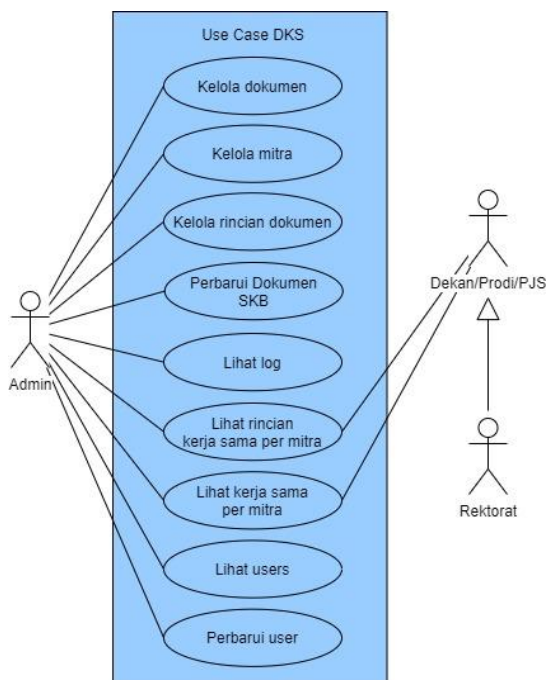 Use Case DKS
Kelola dokumen
Kelola mitra
Kelola rincian dokumen
Perbarui Dokumen
SKB
Lihat log
Lihat rincian
kerja sama per mitra
Lihat kerja sama
per mitra
Lihat users
Perbarui user
Admin
Dekan/Prodi/PJS
Rektorat